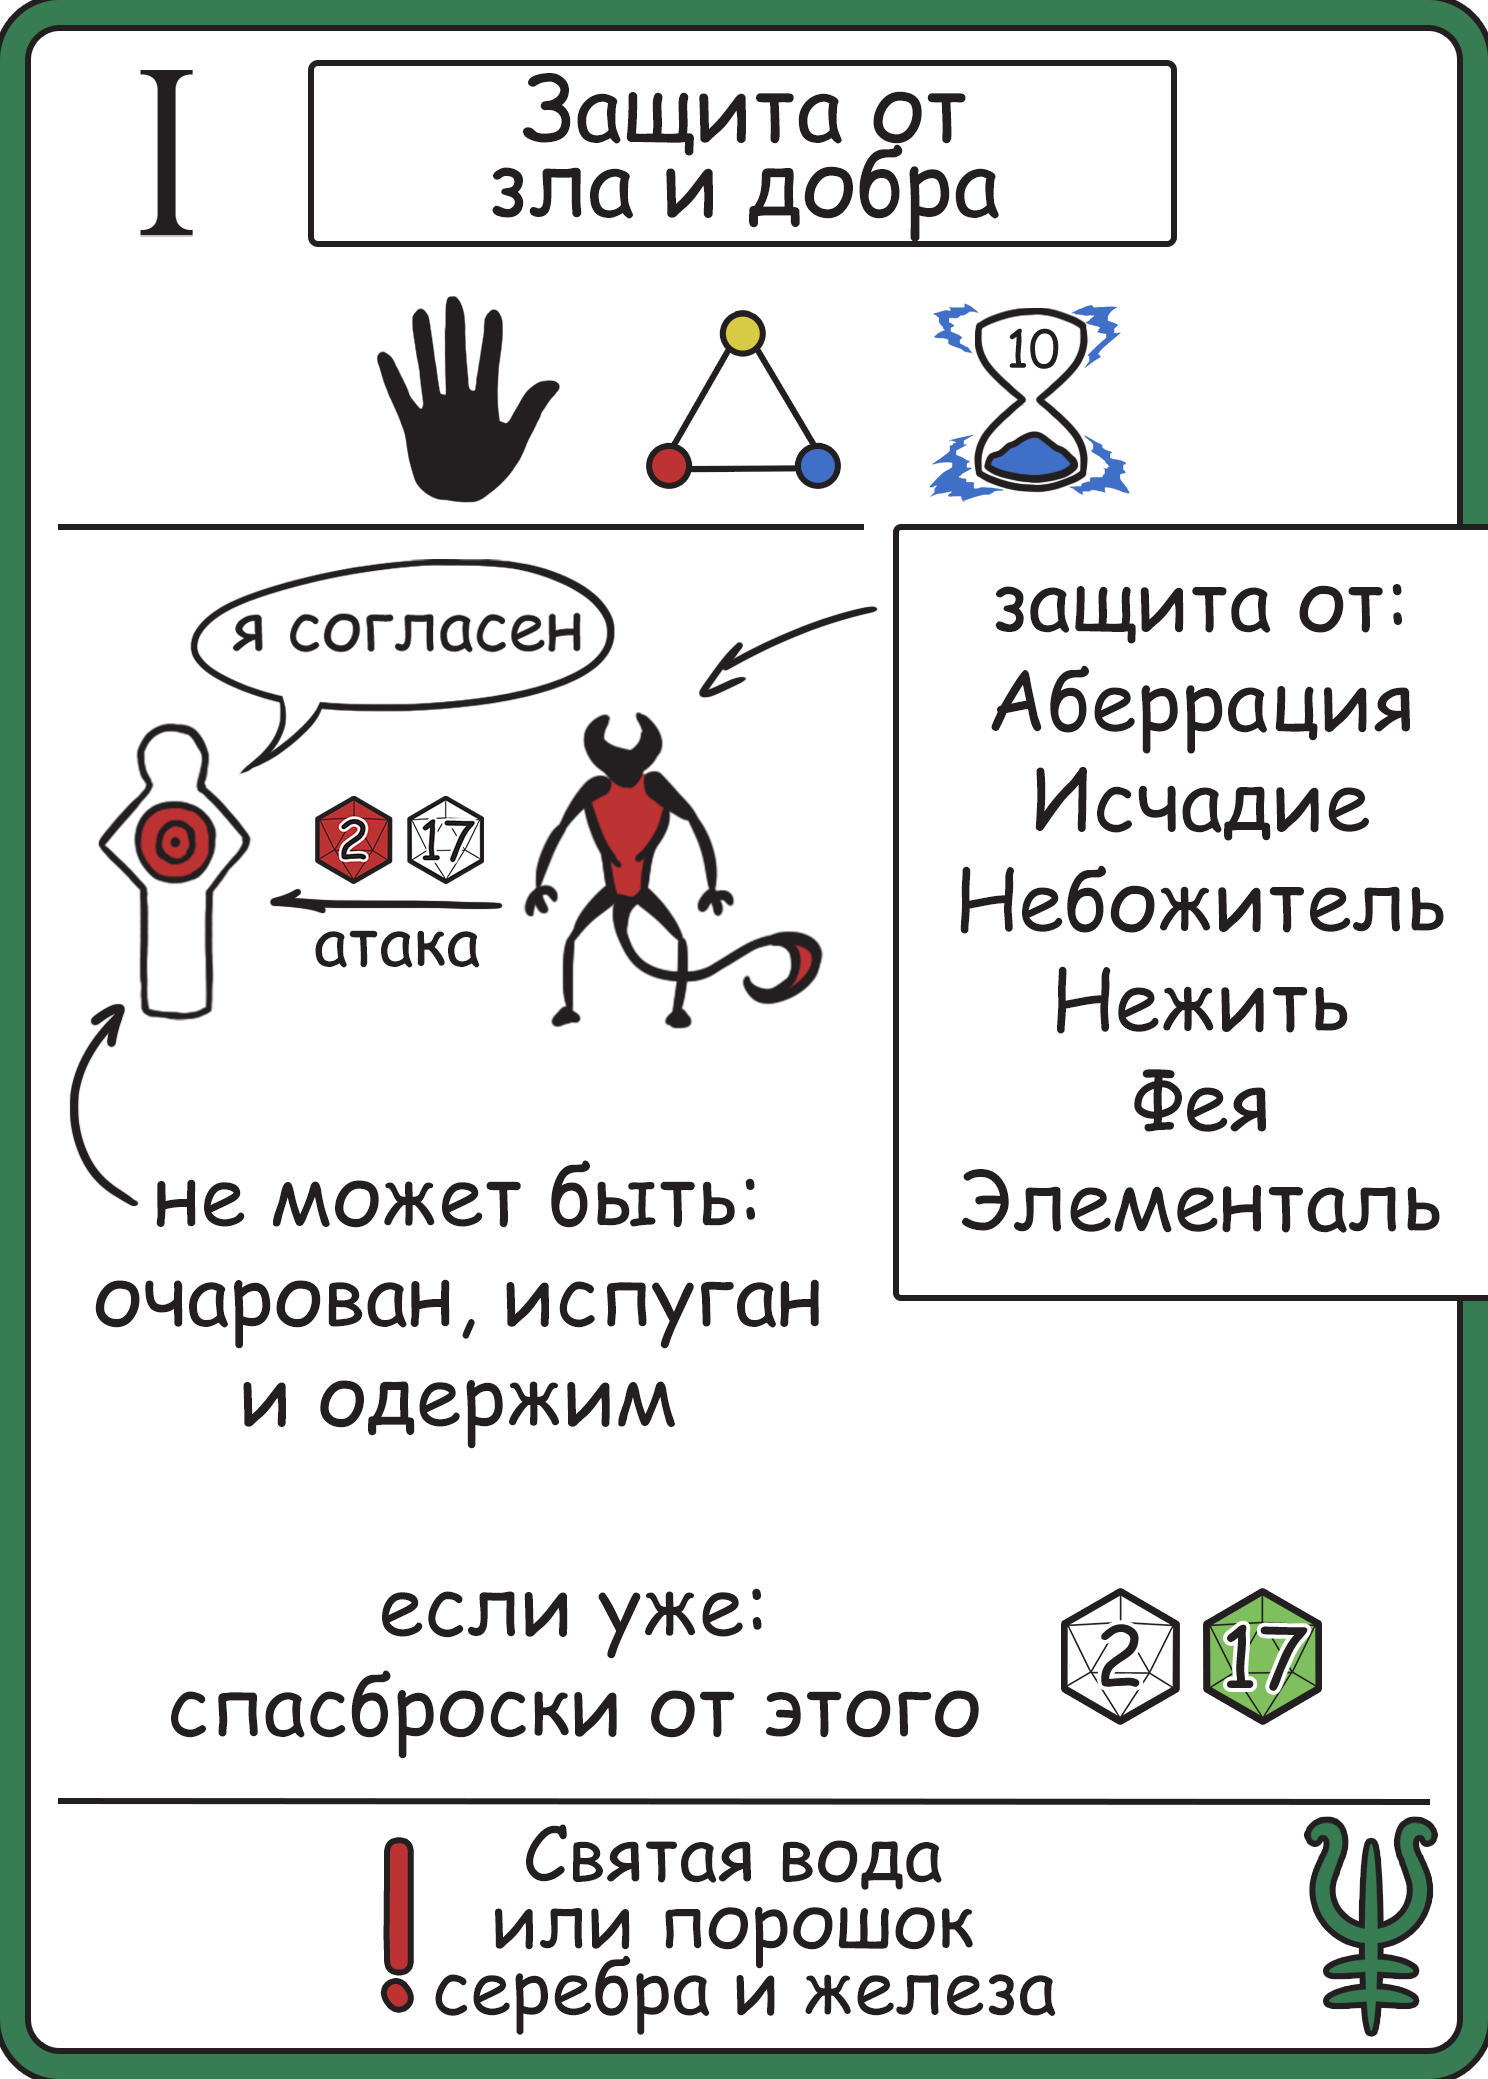 I
Защита от
зла и добра
10
я согласен
2 17
атака
защита от:
Аберрация
Исчадие
Небожитель
Нежить
Фея
Элементаль
не может быть:
очарован, испуган
и одержим
если уже:
спасброски от этого
2 17
Святая вода
или порошок
серебра и железа